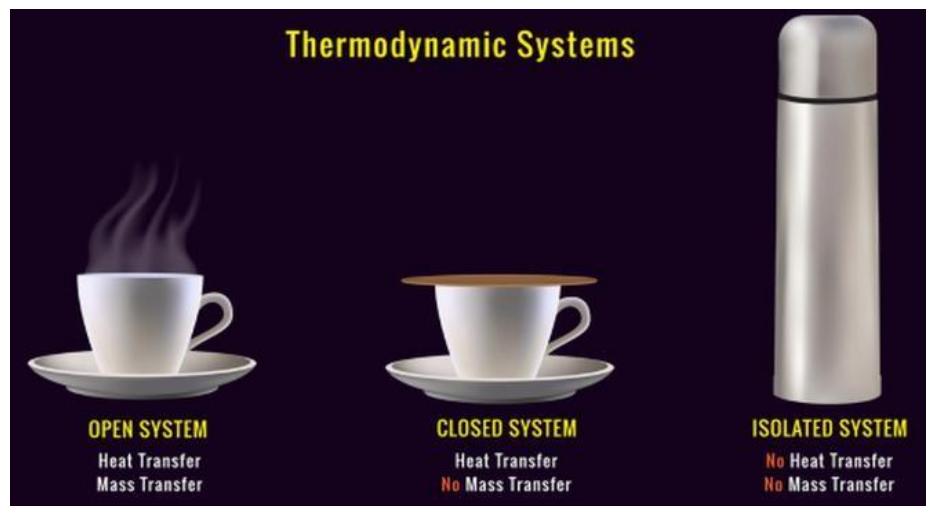 Thermodynamic Systems
OPEN SYSTEM
Heat Transfer
Mass Transfer
CLOSED SYSTEM
Heat Transfer
No Mass Transfer
ISOLATED SYSTEM
No Heat Transfer
No Mass Transfer